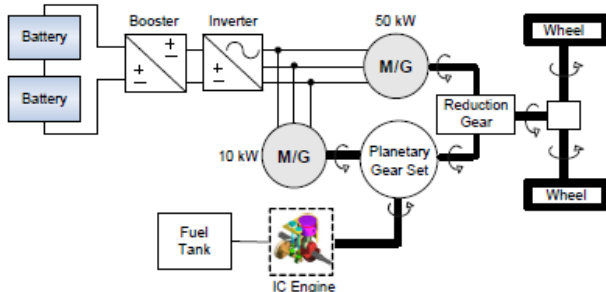 Booster
Inverter
50 kW
Wheel
Battery
Battery
M/G
Reduction
Gear
10 kW
M/G
Planetary
Gear Set
Wheel
Fuel
Tank
IC Engine